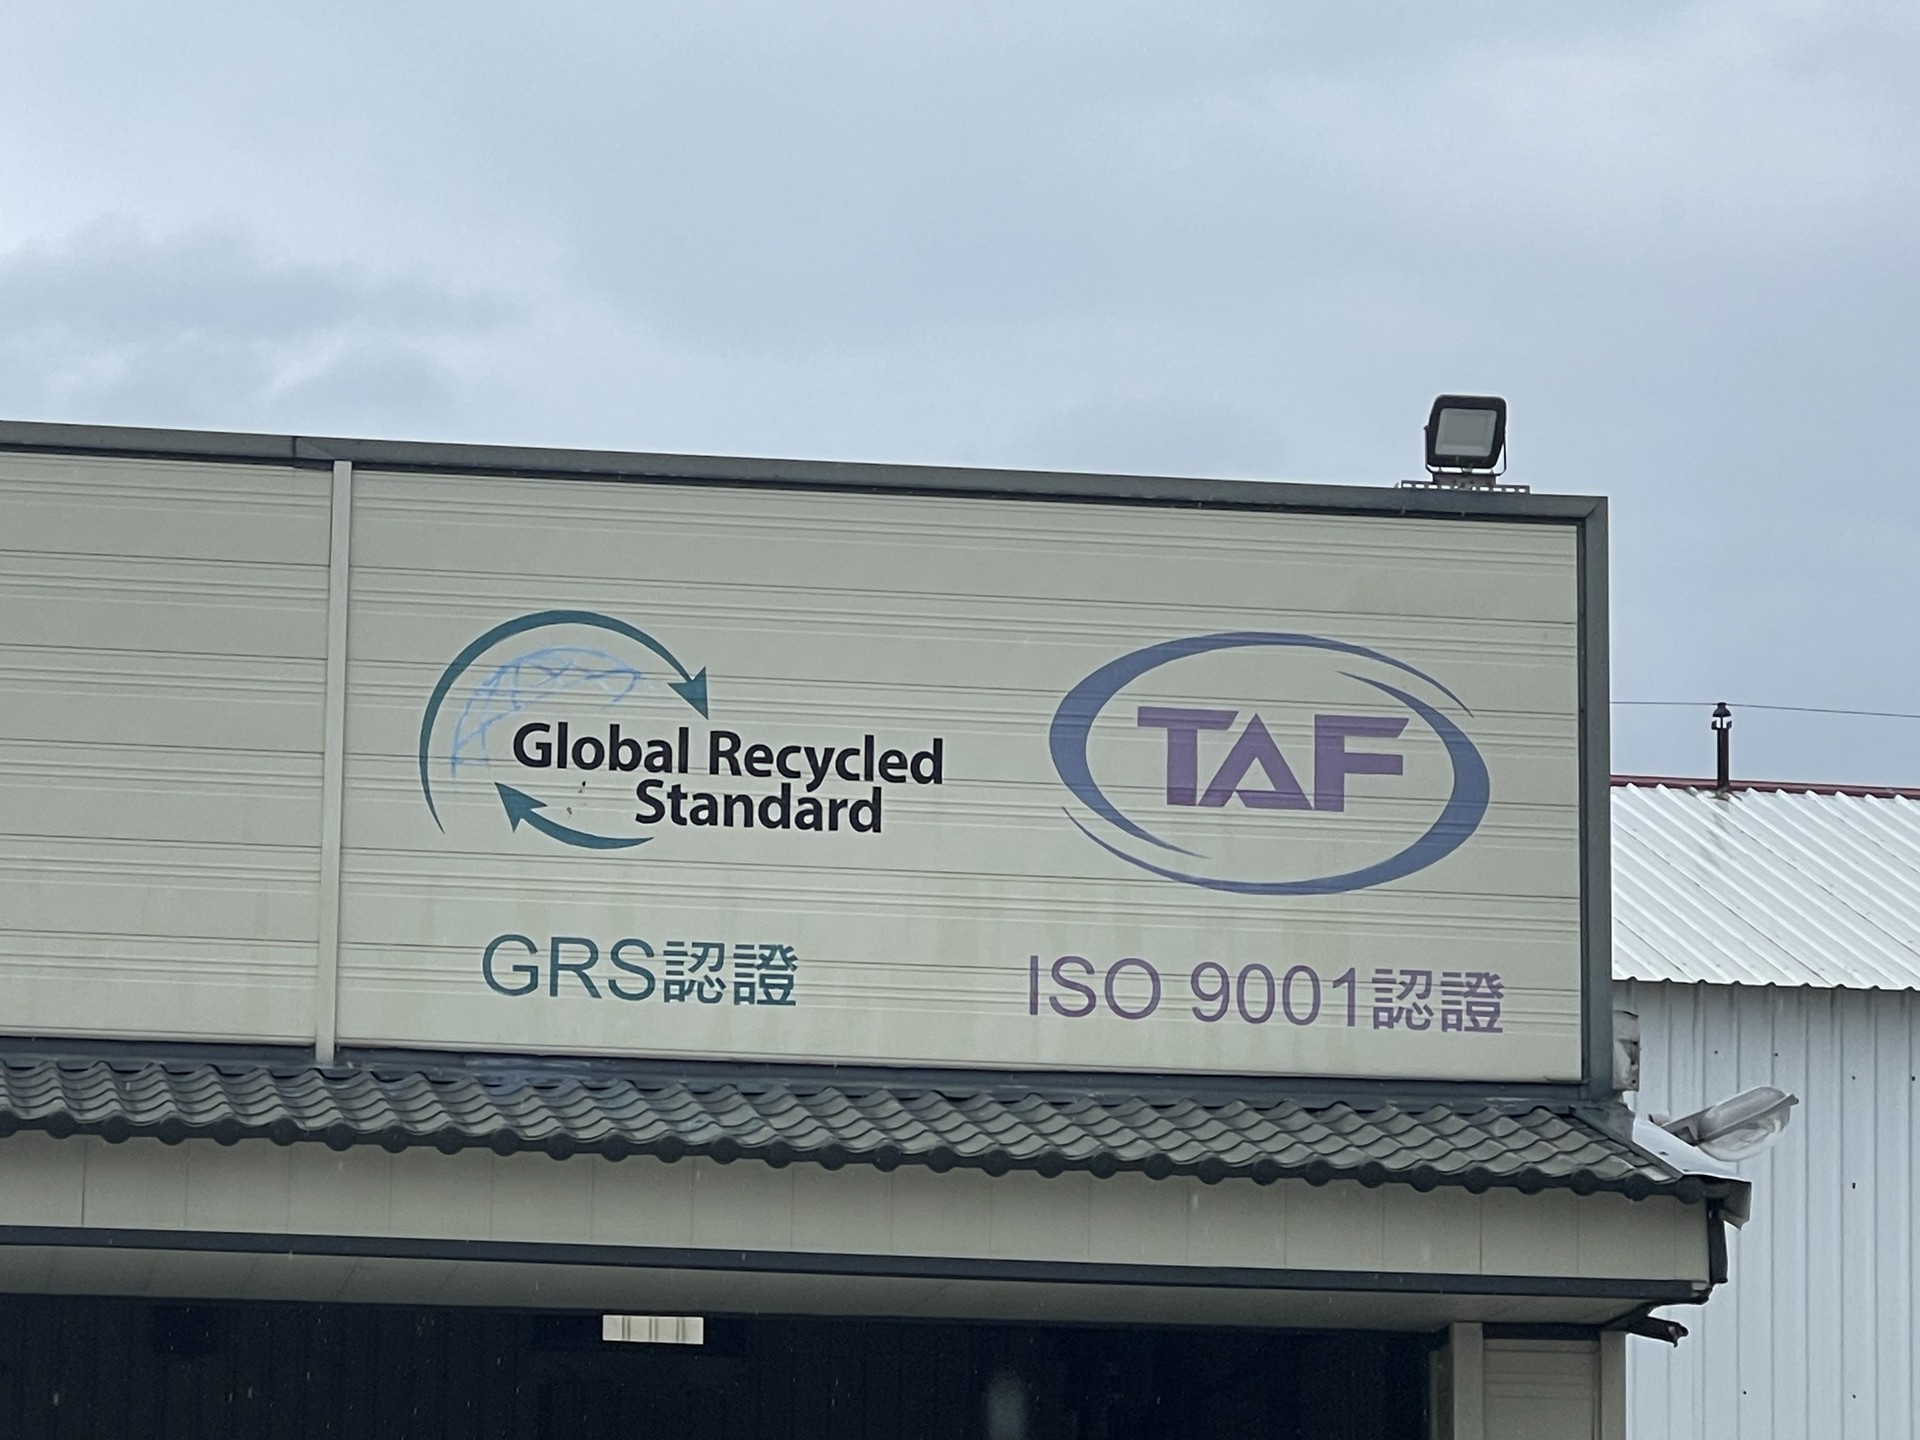 Global Recycled
Standard
GRS認證
TAF
ISO 9001認證